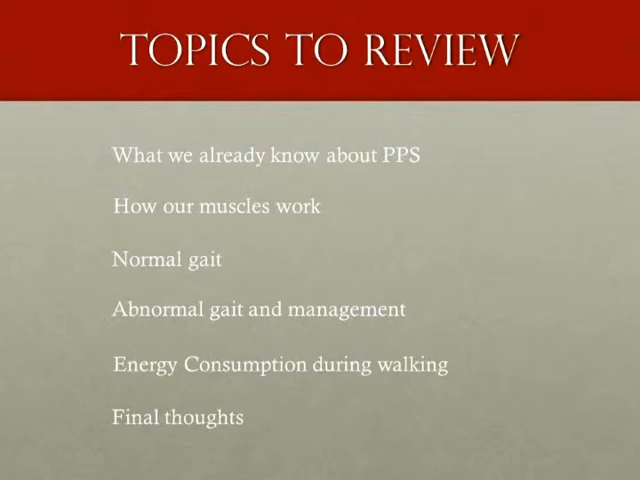 TOPICS TO REVIEW
What we already know about PPS
How our muscles work
Normal gait
Abnormal gait and management
Energy Consumption during walking
Final thoughts